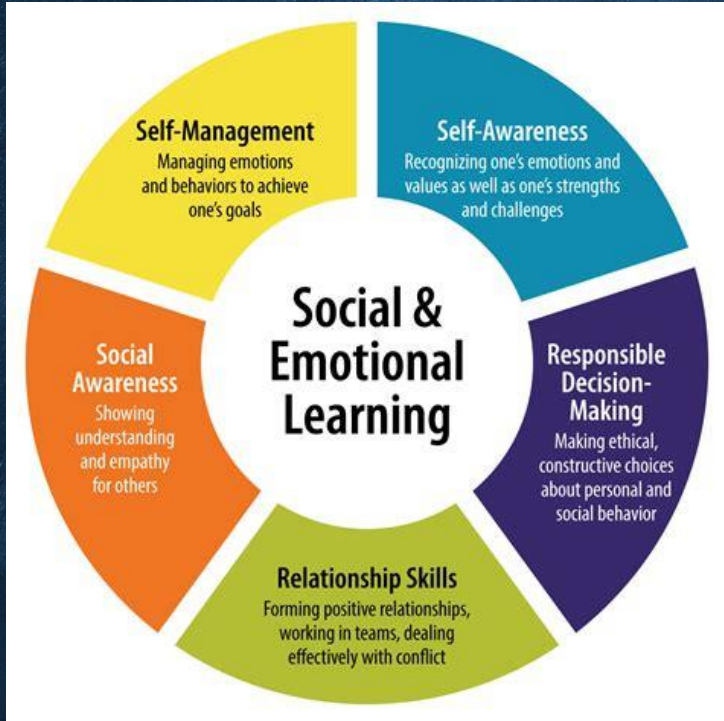 Self-Management
Managing emotions
and behaviors to achieve
one's goals
Self-Awareness
Recognizing one's emotions and
values as well as one's strengths
and challenges
Social &
Emotional
Learning
Social
Awareness
Showing
understanding
and empathy
for others
Responsible
Decision-
Making
Making ethical,
constructive choices
about personal and
social behavior
Relationship Skills
Forming positive relationships,
working in teams, dealing
effectively with conflict